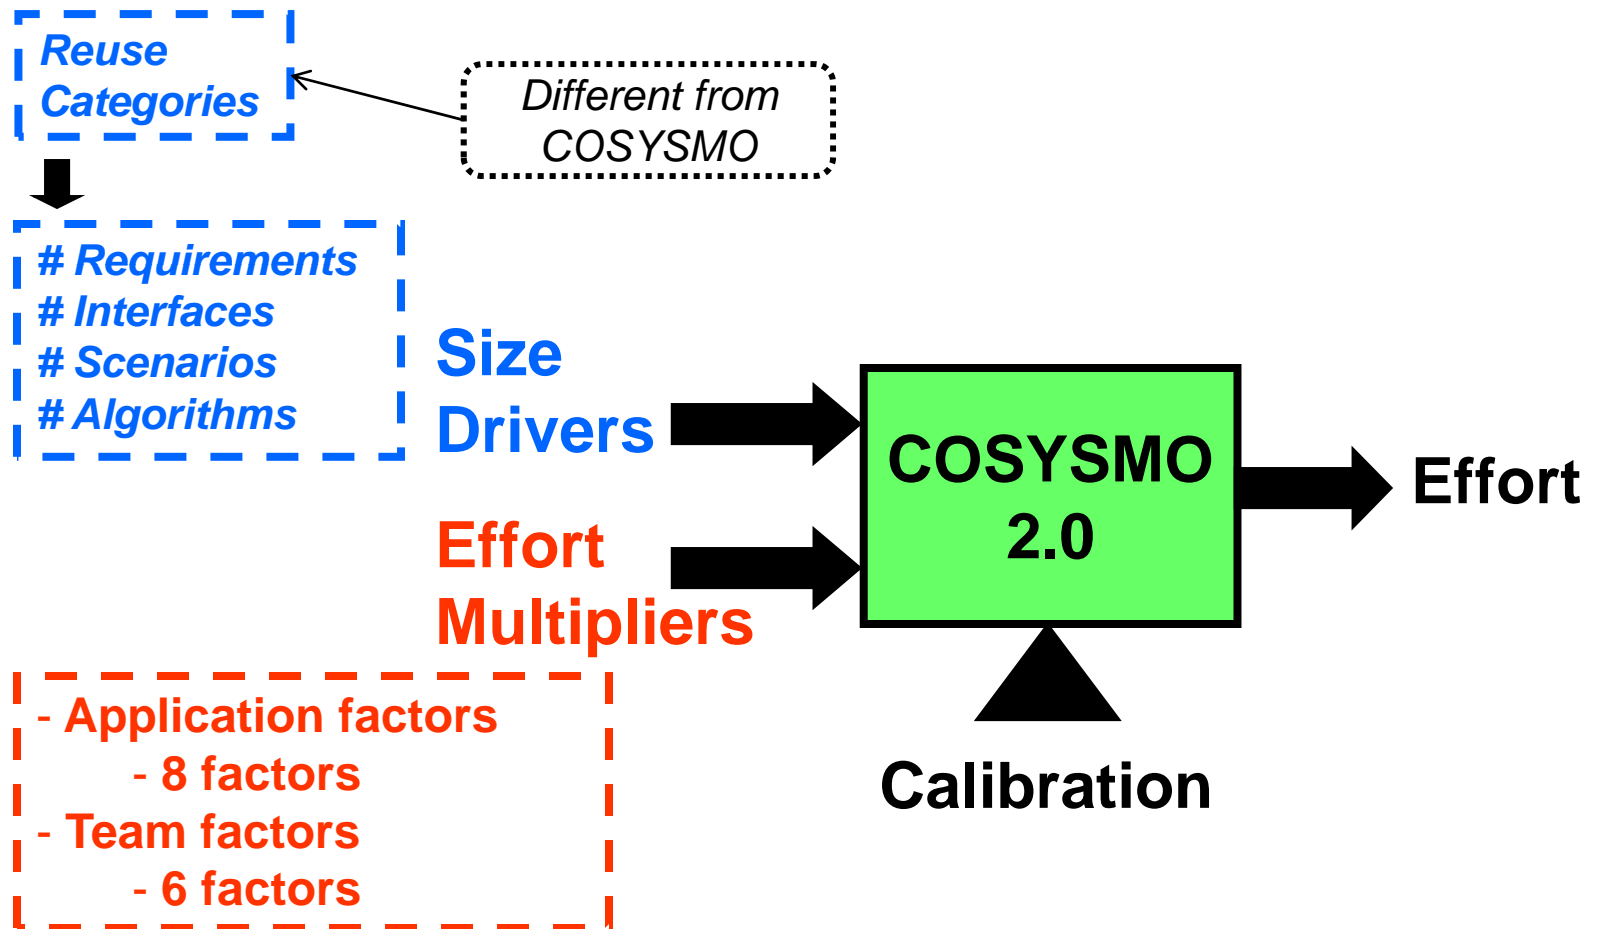 Reuse
Categories
Different from
COSYSMO
# Requirements
# Interfaces
# Scenarios
# Algorithms
Size
Drivers
Effort
Multipliers
COSYSMO
2.0
Effort
Calibration
- Application factors
- 8 factors
- Team factors
- 6 factors